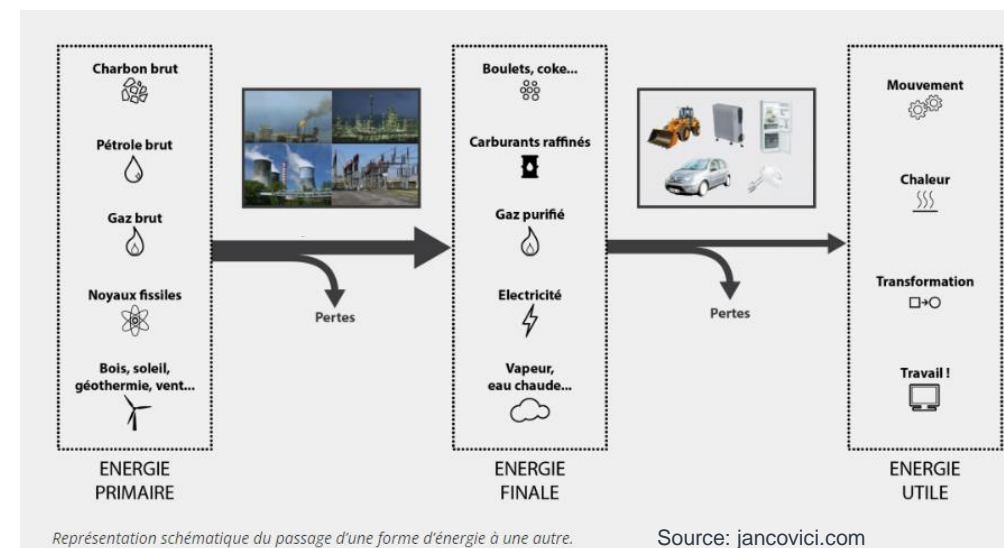 Charbon brut
Pétrole brut
Gaz brut
Noyaux fissiles
Bois, soleil,
géothermie, vent...
ENERGIE
PRIMAIRE
Pertes
Boulets, coke...
Carburants raffinés
Gaz purifié
Electricité
Vapeur,
eau chaude...
ENERGIE
FINALE
Pertes
Mouvement
Chaleur
Transformation
Travail !
ENERGIE
UTILE
Représentation schématique du passage d'une forme d'énergie à une autre.
Source: jancovici.com